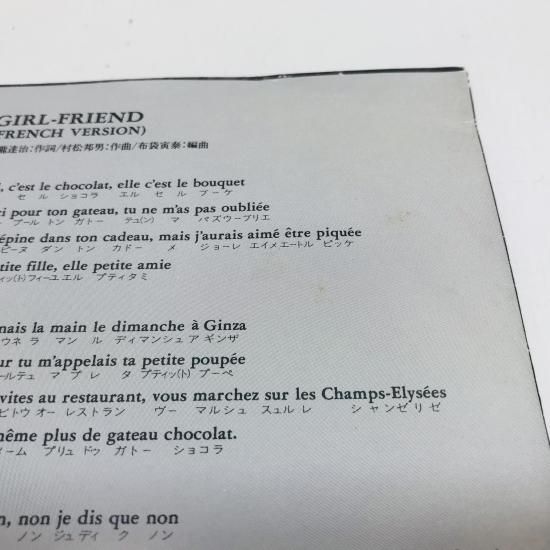 GIRL-FRIEND
FRENCH VERSION)
達治:作詞/村松邦男:作曲/布袋寅泰:編曲
, c'est le chocolat, elle c'est le bouquet
セ ル ショコラ エル セ ル ブーケ
ci pour ton gateau, tu ne m'as pas oubliée
プール トン ガトー テュ(ン) マ パズウーブリエ
épine dans ton cadeau, mais j'aurais aimé être piquée
ピーヌ ダン トン カドー メ ジョーレ エイメエートル ピッケ
tite fille, elle petite amie
ィッ(ト)フィーユエル プティタミ
mais la main le dimanche à Ginza
ウネ ラ マン ル ディマンシュ ア ギンザ
ur tu m'appelais ta petite poupée
ールテュ マ プ レ タ プティッ(ト) プーペ
vites au restaurant, vous marchez sur les Champs-Elysées
ビトウ オー レストラン ヴー マルシュ スュル レ シャンゼリゼ
même plus de gateau chocolat.
ィーム プリュ ドゥ ガトー ショコラ
n, non je dis que non
ノン ジュ ディ ク ノン